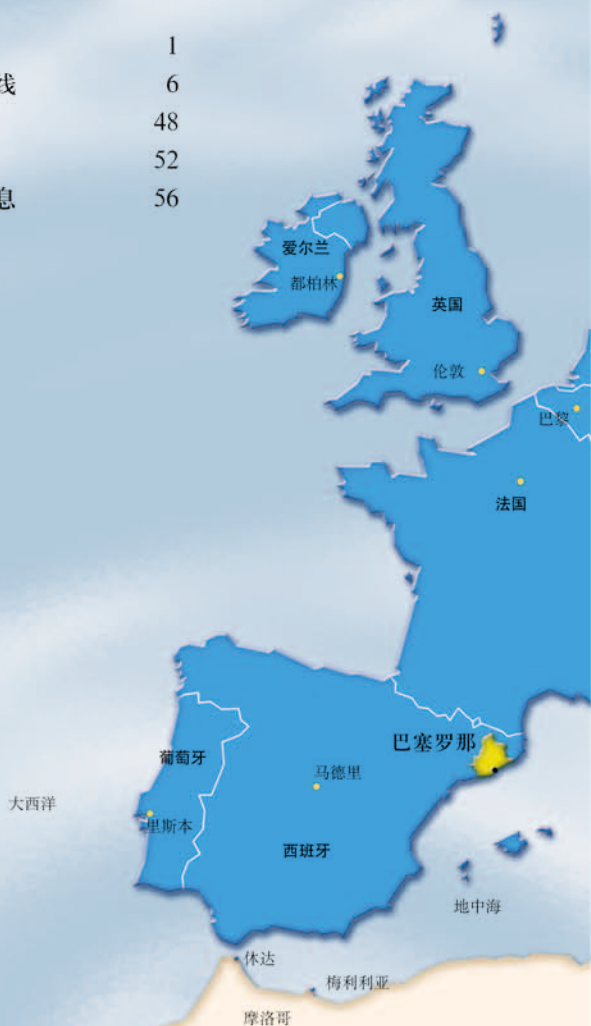 1
线 6
48
52
息 56
爱尔兰
都柏林
英国
伦敦
巴黎
法国
巴塞罗那
葡萄牙
马德里
大西洋
里斯本
西班牙
地中海
休达
梅利利亚
摩洛哥